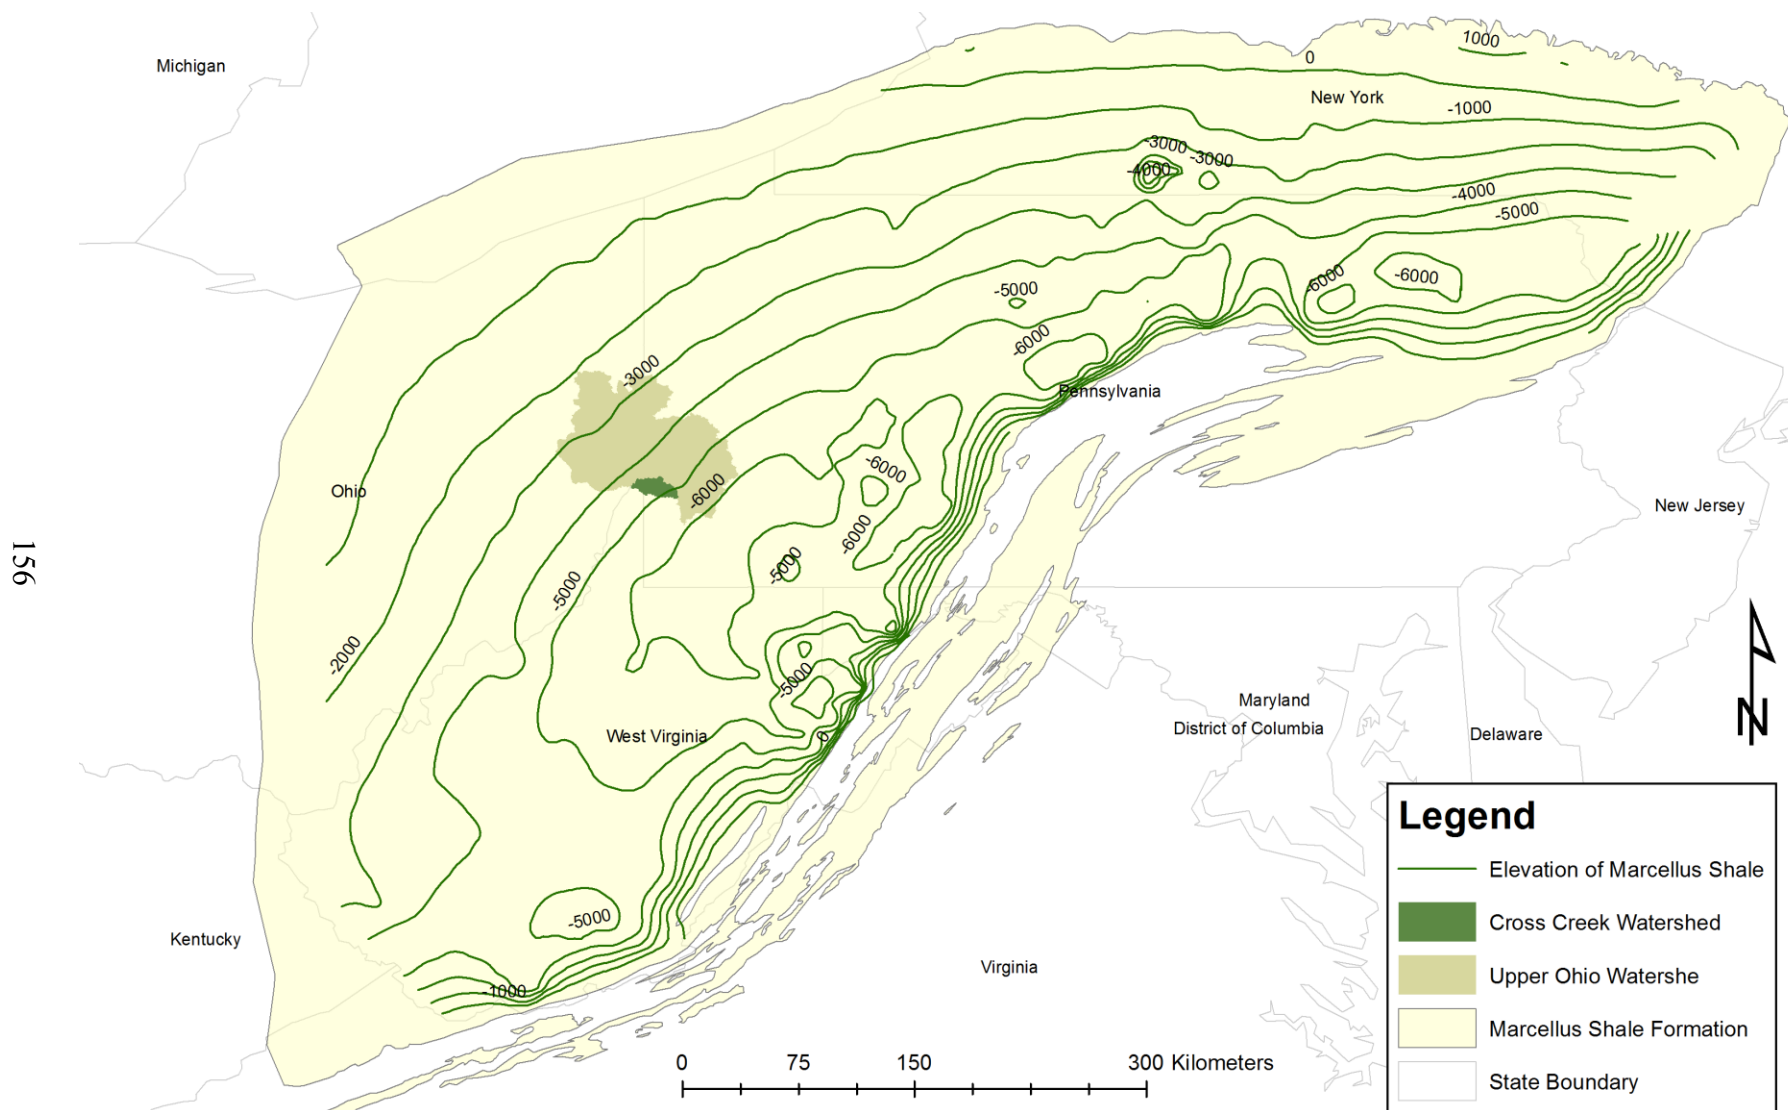 Michigan
1000
0
New York
-1000
-3000
-3000
-4000
-4000
-5000
-6000
-6000
-5000
-6000
-3000
Pennsylvania
-6000
Ohio
-6000
New Jersey
-6000
156
-5000
-5000
-2000
-5000
Maryland
District of Columbia
Delaware
West Virginia
0
-5000
Kentucky
Virginia
-1000
0 75 150 300 Kilometers
N
Legend
Elevation of Marcellus Shale
Cross Creek Watershed
Upper Ohio Watershe
Marcellus Shale Formation
State Boundary